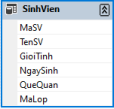 SinhVien
MaSV
TenSV
GioiTinh
NgaySinh
QueQuan
MaLop